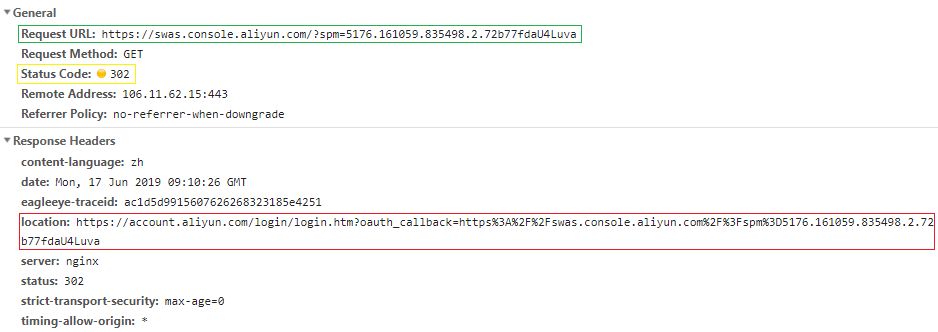 General
Request URL: https://swas.console.aliyun.com/?spm=5176.161059.835498.2.72b77fdaU4Luva
Request Method: GET
Status Code: 302
Remote Address: 106.11.62.15:443
Referrer Policy: no-referrer-when-downgrade
Response Headers
content-language: zh
date: Mon, 17 Jun 2019 09:10:26 GMT
eagleeye-traceid: ac1d5d9915607626268323185e4251
location: https://account.aliyun.com/login/login.htm?oauth_callback=https%3A%2F%2Fswas.console.aliyun.com%2F%3Fspm%3D5176.161059.835498.2.72
b77fdaU4Luva
server: nginx
status: 302
strict-transport-security: max-age=0
timing-allow-origin: *